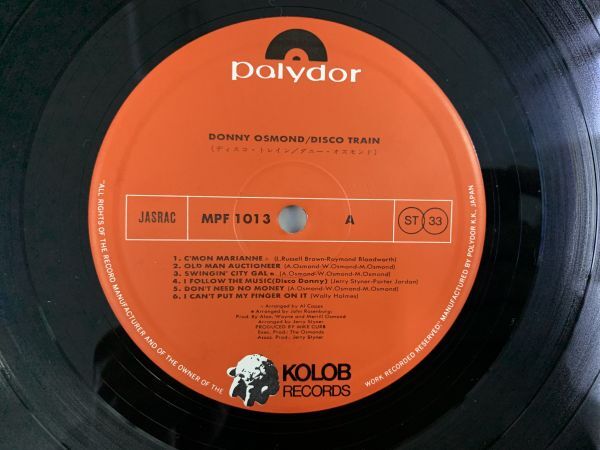 polydor
DONNY OSMOND/DISCO TRAIN
(ディスコ・トレイン/ダニー・オズモンド)
JASRAC
MPF 1013
A
ST
33
1. C'MON MARIANNE ○ (L.Russell Brown-Raymond Bloodworth)
2. OLD MAN AUCTIONEER (A.Osmond-W.Osmond-M.Osmond)
3. SWINGIN' CITY GAL ● (A.Osmond-W.Osmond-M.Osmond)
4. I FOLLOW THE MUSIC(Disco Donny) (Jerry Styner-Porter Jordan)
5. DON'T NEED NO MONEY (A.Osmond-W.Osmond-M.Osmond)
6. I CAN'T PUT MY FINGER ON IT (Wally Holmes)
Arranged by Al Capps
Arranged by John Rosenburg
Prod. By Alan, Wayne and Merrill Osmond
Arranged by Jerry Styner
PRODUCED BY MIKE CURB
Exec. Prod.: The Osmonds
Assoc. Prod.: Jerry Styner
KOLOB
RECORDS
"ALL RIGHTS OF THE RECORD MANUFACTURER AND OF THE OWNER OF THE
WORK RECORDED RESERVED." MANUFACTURED BY POLYDOR K.K., JAPAN